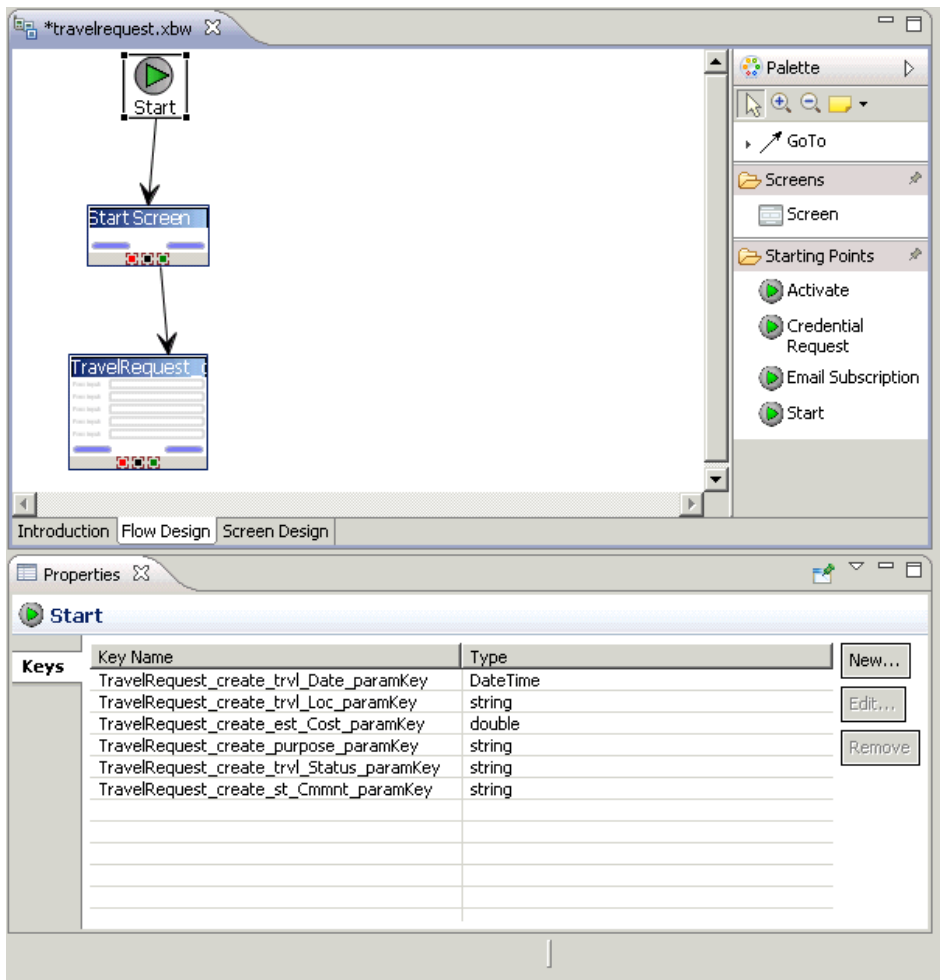 *travelrequest.xbw
Start
Start Screen
TravelRequest_
Palette
GoTo
Screens
Screen
Starting Points
Activate
Credential
Request
Email Subscription
Start
Introduction
Flow Design
Screen Design
Properties
Start
Keys
Key Name Type
TravelRequest_create_trvl_Date_paramKey DateTime
TravelRequest_create_trvl_Loc_paramKey string
TravelRequest_create_est_Cost_paramKey double
TravelRequest_create_purpose_paramKey string
TravelRequest_create_trvl_Status_paramKey string
TravelRequest_create_st_Cmmnt_paramKey string
New...
Edit...
Remove